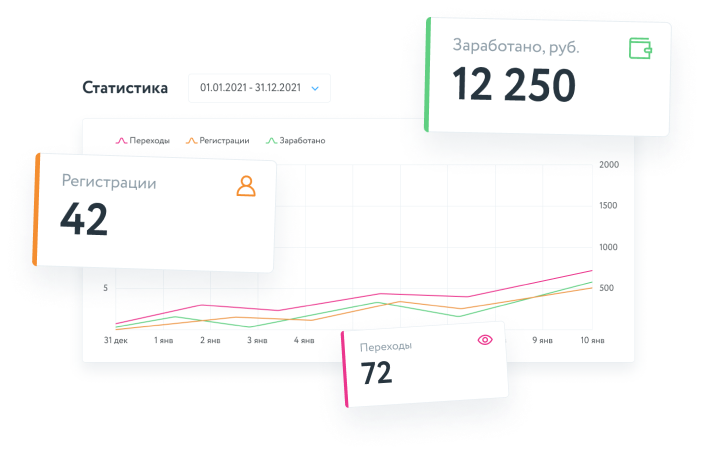 Заработано, руб.
12 250
Статистика
01.01.2021 - 31.12.2021
Переходы
Регистрации
Заработано
Регистрации
42
2000
1500
1000
5
500
Переходы
72
31 дек
1 янв
2 янв
3 янв
4 янв
9 янв
10 янв